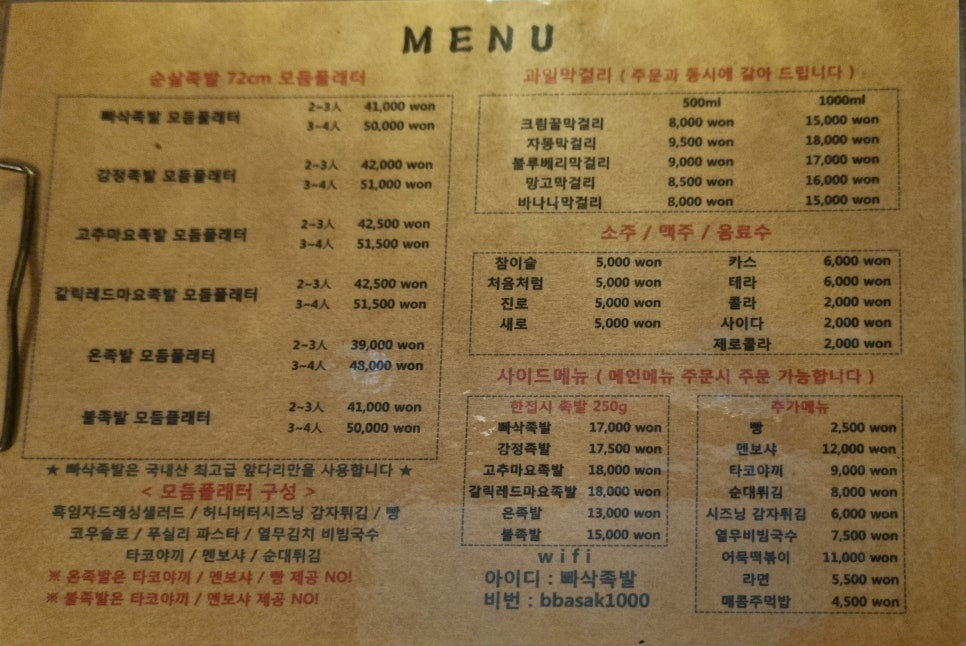 MENU
순살족발 72cm 모듬플래터
빠삭족발 모듬플래터 2~3人 41,000 won
3~4人 50,000 won
강정족발 모듬플래터 2~3人 42,000 won
3~4人 51,000 won
고추마요족발 모듬플래터 2~3人 42,500 won
3~4人 51,500 won
갈릭레드마요족발 모듬플래터 2~3人 42,500 won
3~4人 51,500 won
온족발 모듬플래터 2~3人 39,000 won
3~4人 48,000 won
불족발 모듬플래터 2~3人 41,000 won
3~4人 50,000 won
★ 빠삭족발은 국내산 최고급 앞다리만을 사용합니다 ★
< 모듬플래터 구성 >
흑임자드레싱샐러드 / 허니버터시즈닝 감자튀김 / 빵
코우슬로 / 푸실리 파스타 / 열무김치 비빔국수
타코야끼 / 멘보샤 / 순대튀김
※ 온족발은 타코야끼 / 멘보샤 / 빵 제공 NO!
※ 불족발은 타코야끼 / 멘보샤 제공 NO!
과일막걸리 ( 주문과 동시에 갈아 드립니다 )
500ml 1000ml
크림꿀막걸리 8,000 won 15,000 won
자몽막걸리 9,500 won 18,000 won
블루베리막걸리 9,000 won 17,000 won
망고막걸리 8,500 won 16,000 won
바나나막걸리 8,000 won 15,000 won
소주 / 맥주 / 음료수
참이슬 5,000 won 카스 6,000 won
처음처럼 5,000 won 테라 6,000 won
진로 5,000 won 콜라 2,000 won
새로 5,000 won 사이다 2,000 won
제로콜라 2,000 won
사이드메뉴 ( 메인메뉴 주문시 주문 가능합니다 )
한접시 족발 250g
빠삭족발 17,000 won
강정족발 17,500 won
고추마요족발 18,000 won
갈릭레드마요족발 18,000 won
온족발 13,000 won
불족발 15,000 won
wifi
아이디 : 빠삭족발
비번 : bbasak1000
추가메뉴
빵 2,500 won
멘보샤 12,000 won
타코야끼 9,000 won
순대튀김 8,000 won
시즈닝 감자튀김 6,000 won
열무비빔국수 7,500 won
어묵떡볶이 11,000 won
라면 5,500 won
매콤주먹밥 4,500 won